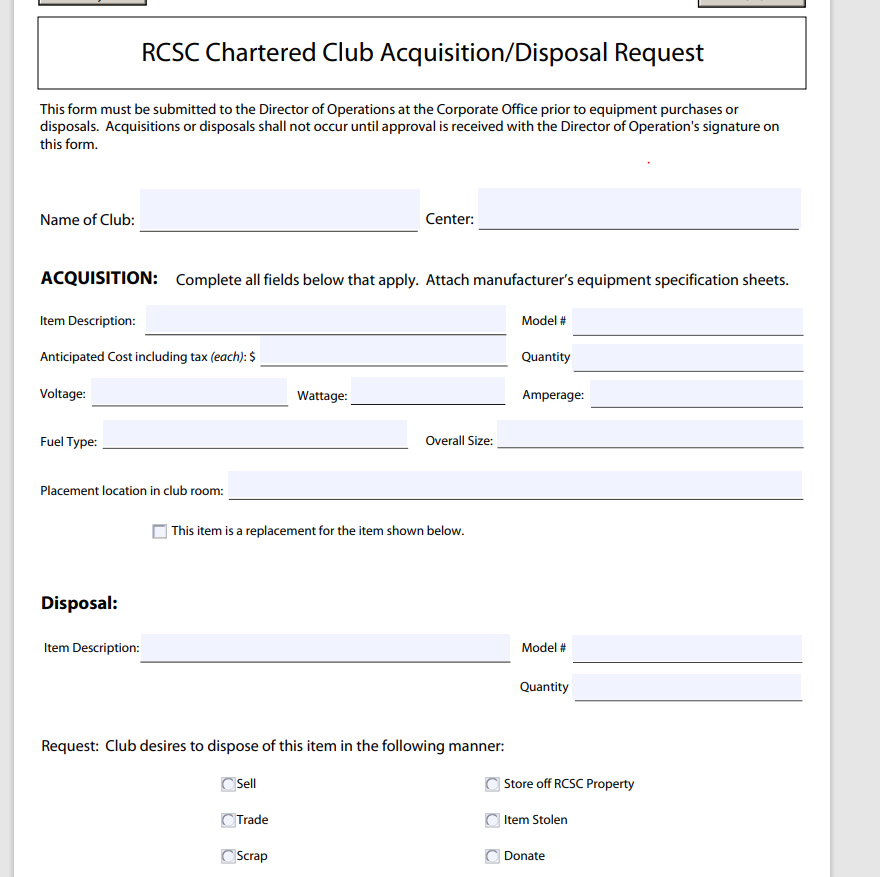 RCSC Chartered Club Acquisition/Disposal Request
This form must be submitted to the Director of Operations at the Corporate Office prior to equipment purchases or
disposals.  Acquisitions or disposals shall not occur until approval is received with the Director of Operation's signature on
this form.
Name of Club: Center:
ACQUISITION: Complete all fields below that apply.  Attach manufacturer’s equipment specification sheets.
Item Description: Model #
Anticipated Cost including tax (each): $ Quantity
Voltage: Wattage: Amperage:
Fuel Type: Overall Size:
Placement location in club room:
This item is a replacement for the item shown below.
Disposal:
Item Description: Model #
Quantity
Request:  Club desires to dispose of this item in the following manner:
Sell Store off RCSC Property
Trade Item Stolen
Scrap Donate